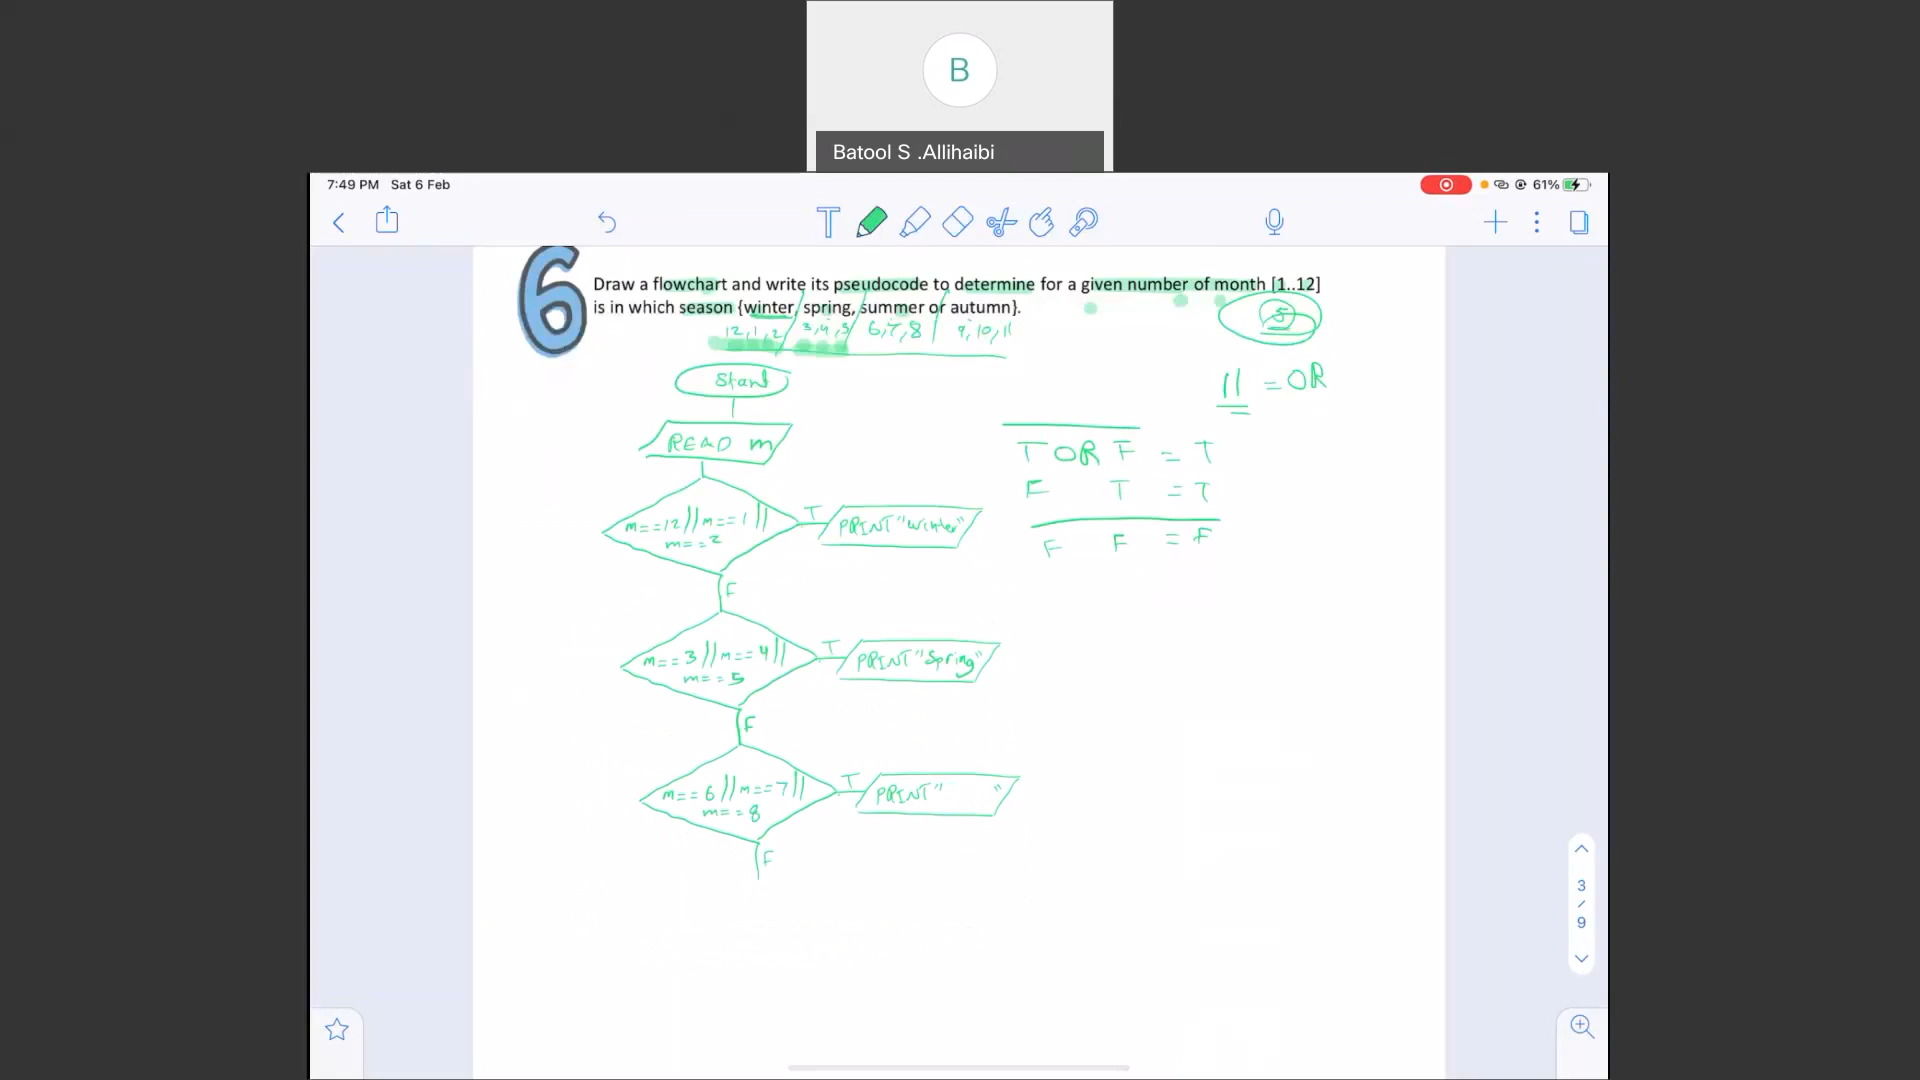 B
Batool S .Allihaibi
7:49 PM Sat 6 Feb
61%
T
6
Draw a flowchart and write its pseudocode to determine for a given number of month [1..12]
is in which season {winter, spring, summer or autumn}.
12,1,2 / 3,4,5 / 6,7,8 / 9,10,11
5
Start
|| = OR
READ m
T OR F = T
F T = T
F F = F
m==12 || m==1 ||
m==2
T
PRINT "Winter"
F
m==3 || m==4 ||
m==5
T
PRINT "Spring"
F
m==6 || m==7 ||
m==8
T
PRINT " "
F
3
/
9